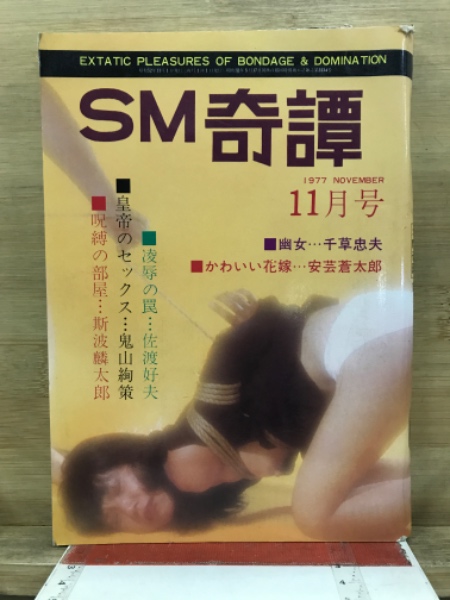 EXTATIC PLEASURES OF BONDAGE & DOMINATION
SM奇譚
1977 NOVEMBER
11月号
■幽女…千草忠夫
■かわいい花嫁…安芸蒼太郎
■凌辱の罠…佐渡好夫
■皇帝のセックス…鬼山絢策
■呪縛の部屋…斯波麟太郎